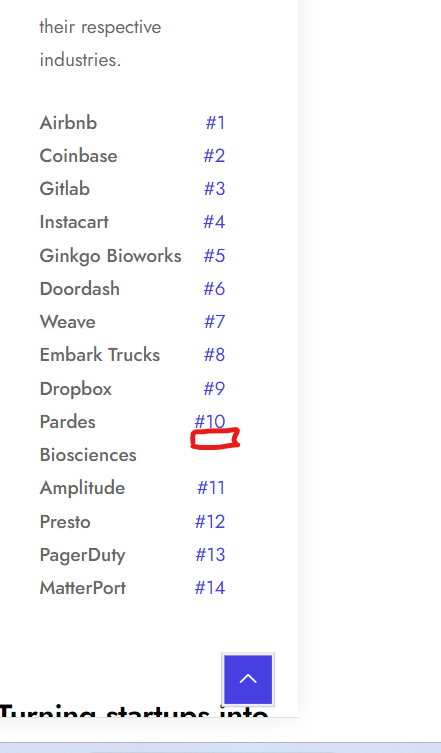 their respective
industries.
Airbnb #1
Coinbase #2
Gitlab #3
Instacart #4
Ginkgo Bioworks #5
Doordash #6
Weave #7
Embark Trucks #8
Dropbox #9
Pardes #10
Biosciences
Amplitude #11
Presto #12
PagerDuty #13
MatterPort #14
Turning startups into